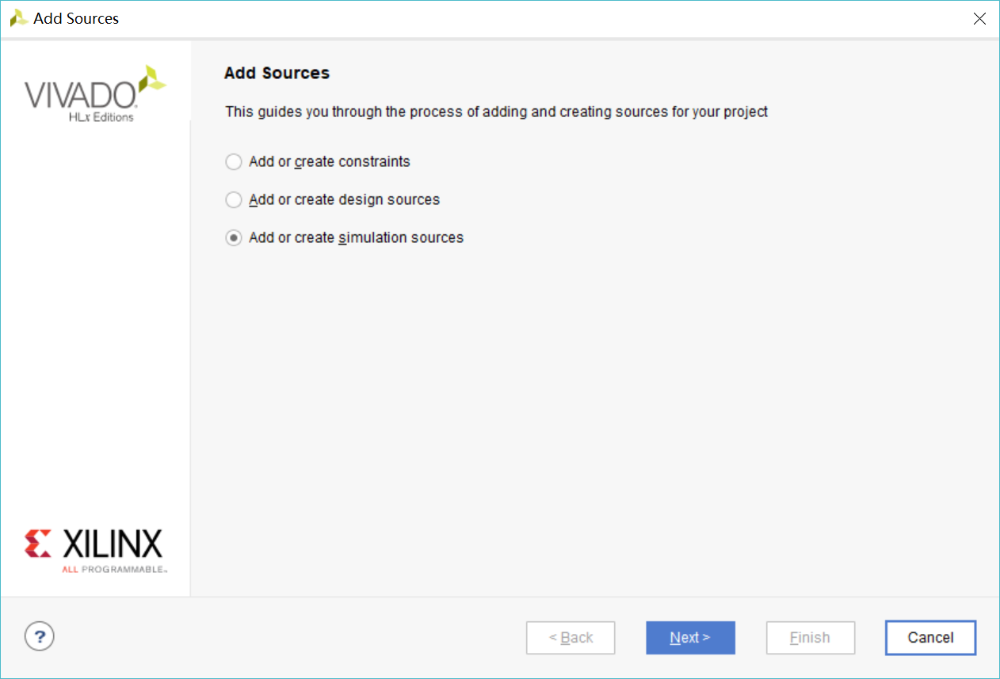 Add Sources
VIVADO
HLx Editions
Add Sources
This guides you through the process of adding and creating sources for your project
Add or create constraints
Add or create design sources
Add or create simulation sources
XILINX
ALL PROGRAMMABLE™
?
< Back
Next >
Finish
Cancel